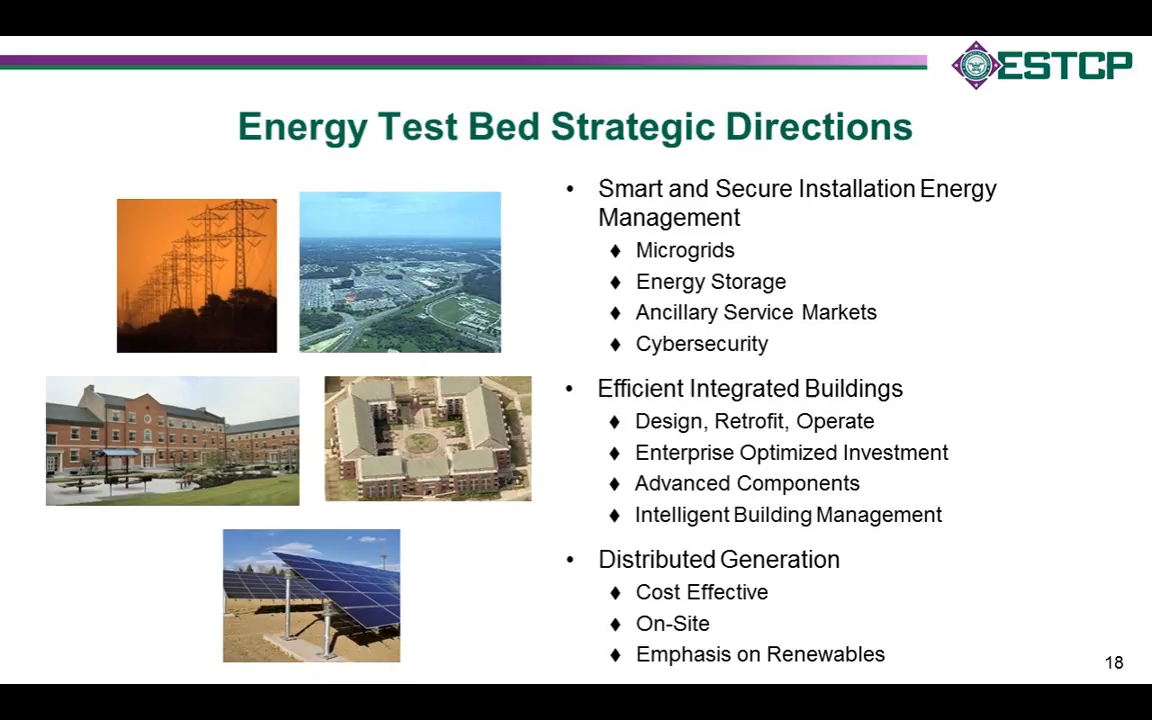 ESTCP
Energy Test Bed Strategic Directions
• Smart and Secure Installation Energy
Management
♦ Microgrids
♦ Energy Storage
♦ Ancillary Service Markets
♦ Cybersecurity
• Efficient Integrated Buildings
♦ Design, Retrofit, Operate
♦ Enterprise Optimized Investment
♦ Advanced Components
♦ Intelligent Building Management
• Distributed Generation
♦ Cost Effective
♦ On-Site
♦ Emphasis on Renewables
18